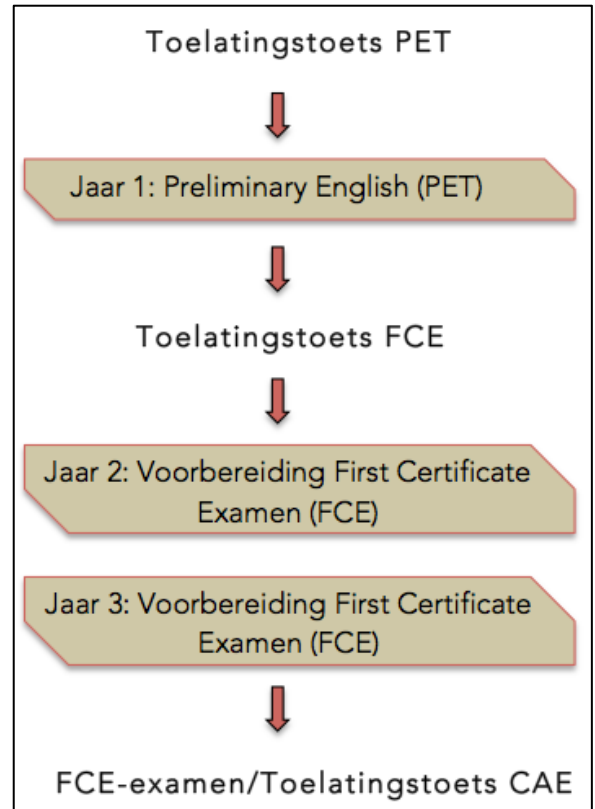 Toelatingstoets PET
Jaar 1: Preliminary English (PET)
Toelatingstoets FCE
Jaar 2: Voorbereiding First Certificate
Examen (FCE)
Jaar 3: Voorbereiding First Certificate
Examen (FCE)
FCE-examen/Toelatingstoets CAE